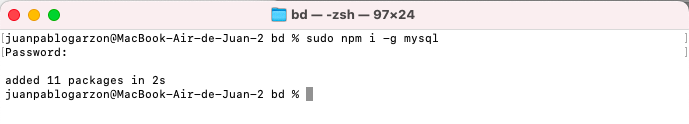 bd — -zsh — 97×24
[juanpablogarzon@MacBook-Air-de-Juan-2 bd % sudo npm i -g mysql ]
[Password: ]
added 11 packages in 2s
juanpablogarzon@MacBook-Air-de-Juan-2 bd %